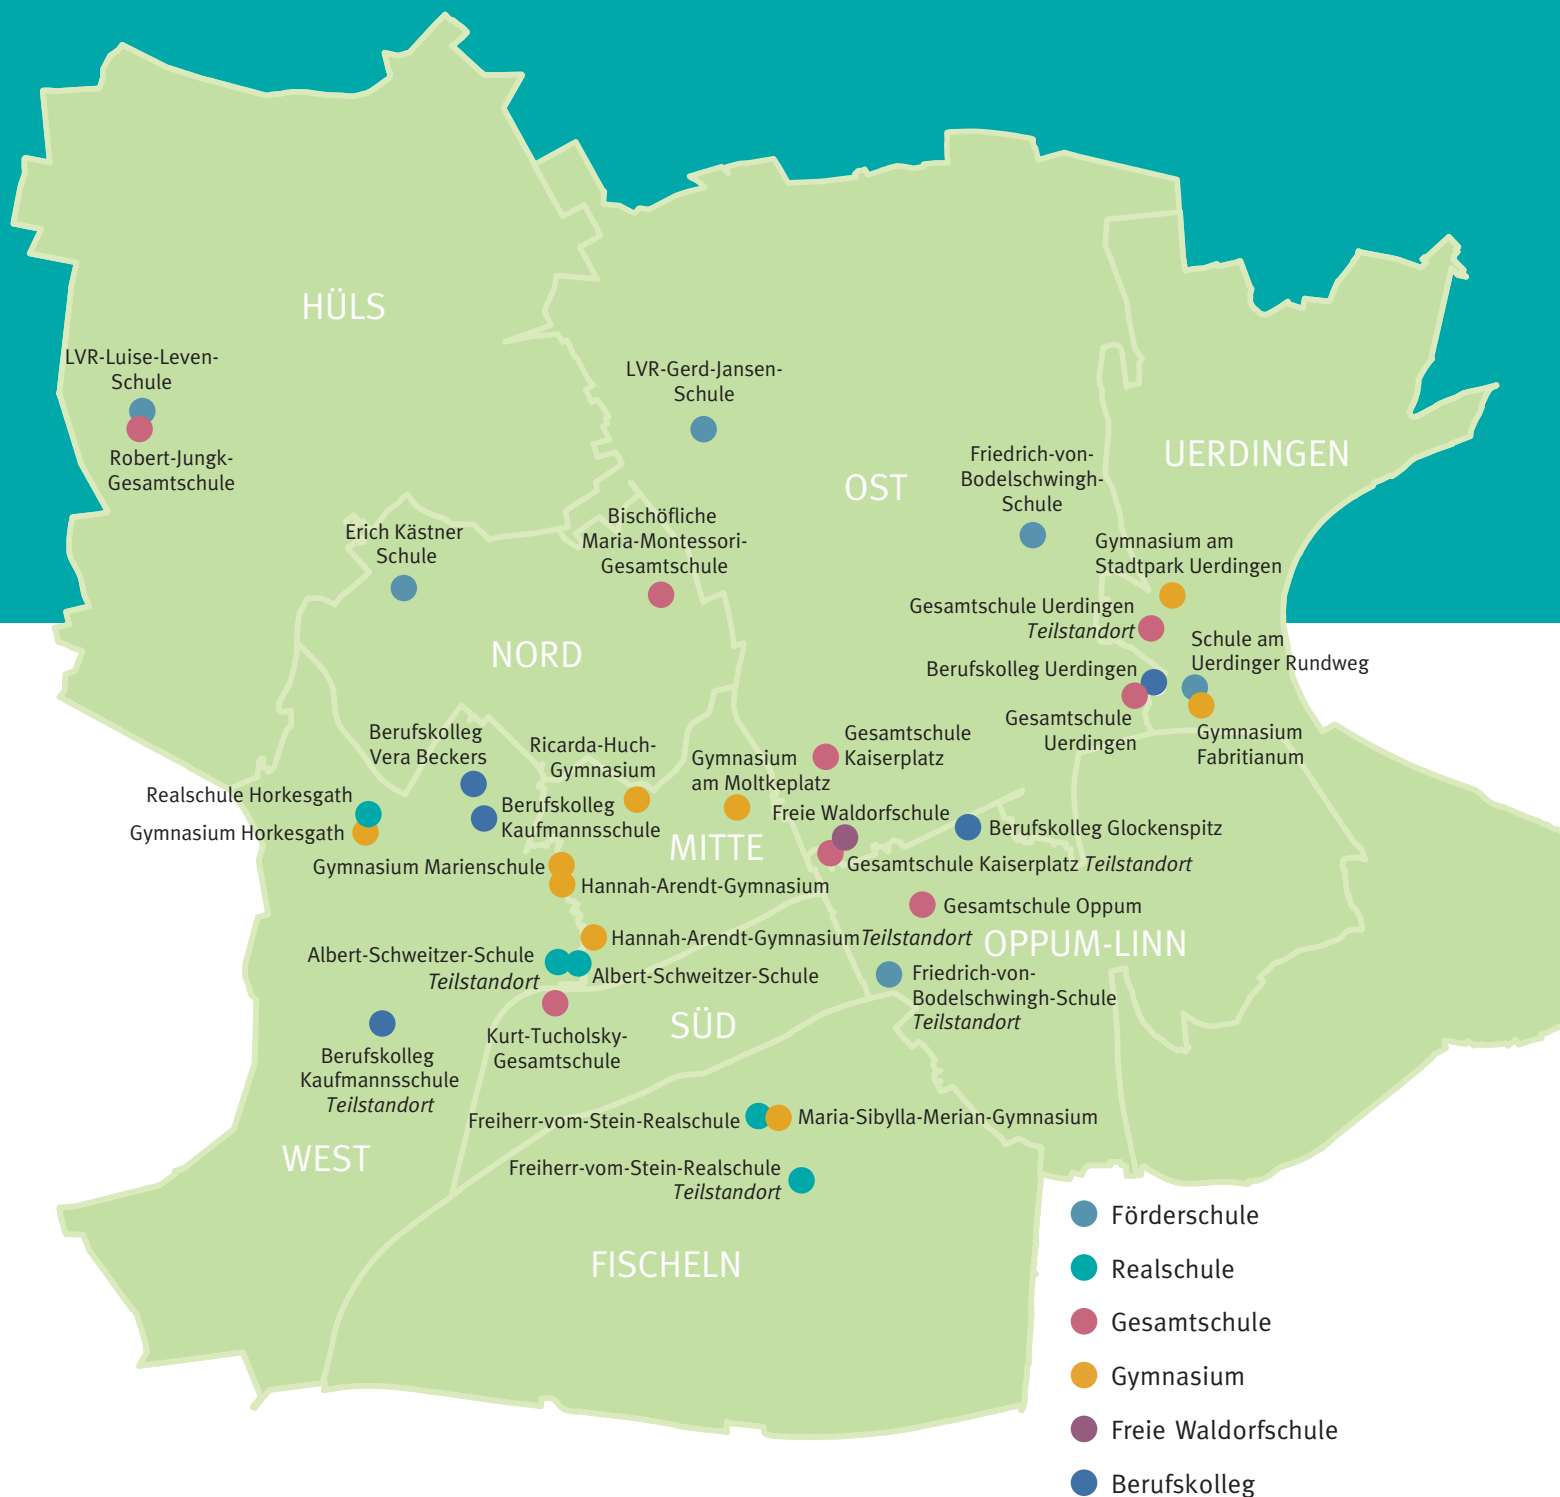 HÜLS
LVR-Luise-Leven-
Schule
Robert-Jungk-
Gesamtschule
LVR-Gerd-Jansen-
Schule
OST
UERDINGEN
Friedrich-von-
Bodelschwingh-
Schule
Erich Kästner
Schule
Bischöfliche
Maria-Montessori-
Gesamtschule
Gymnasium am
Stadtpark Uerdingen
Gesamtschule Uerdingen
Teilstandort
Schule am
Uerdinger Rundweg
NORD
Berufskolleg Uerdingen
Gesamtschule
Uerdingen
Gymnasium
Fabritianum
Berufskolleg
Vera Beckers
Ricarda-Huch-
Gymnasium
Gymnasium
am Moltkeplatz
Gesamtschule
Kaiserplatz
Realschule Horkesgath
Gymnasium Horkesgath
Berufskolleg
Kaufmannsschule
Freie Waldorfschule
Berufskolleg Glockenspitz
MITTE
Gesamtschule Kaiserplatz Teilstandort
Gymnasium Marienschule
Hannah-Arendt-Gymnasium
Gesamtschule Oppum
Hannah-Arendt-Gymnasium Teilstandort
OPPUM-LINN
Albert-Schweitzer-Schule
Teilstandort
Albert-Schweitzer-Schule
Friedrich-von-
Bodelschwingh-Schule
Teilstandort
SÜD
Kurt-Tucholsky-
Gesamtschule
Berufskolleg
Kaufmannsschule
Teilstandort
Freiherr-vom-Stein-Realschule
Maria-Sibylla-Merian-Gymnasium
WEST
Freiherr-vom-Stein-Realschule
Teilstandort
FISCHELN
Förderschule
Realschule
Gesamtschule
Gymnasium
Freie Waldorfschule
Berufskolleg